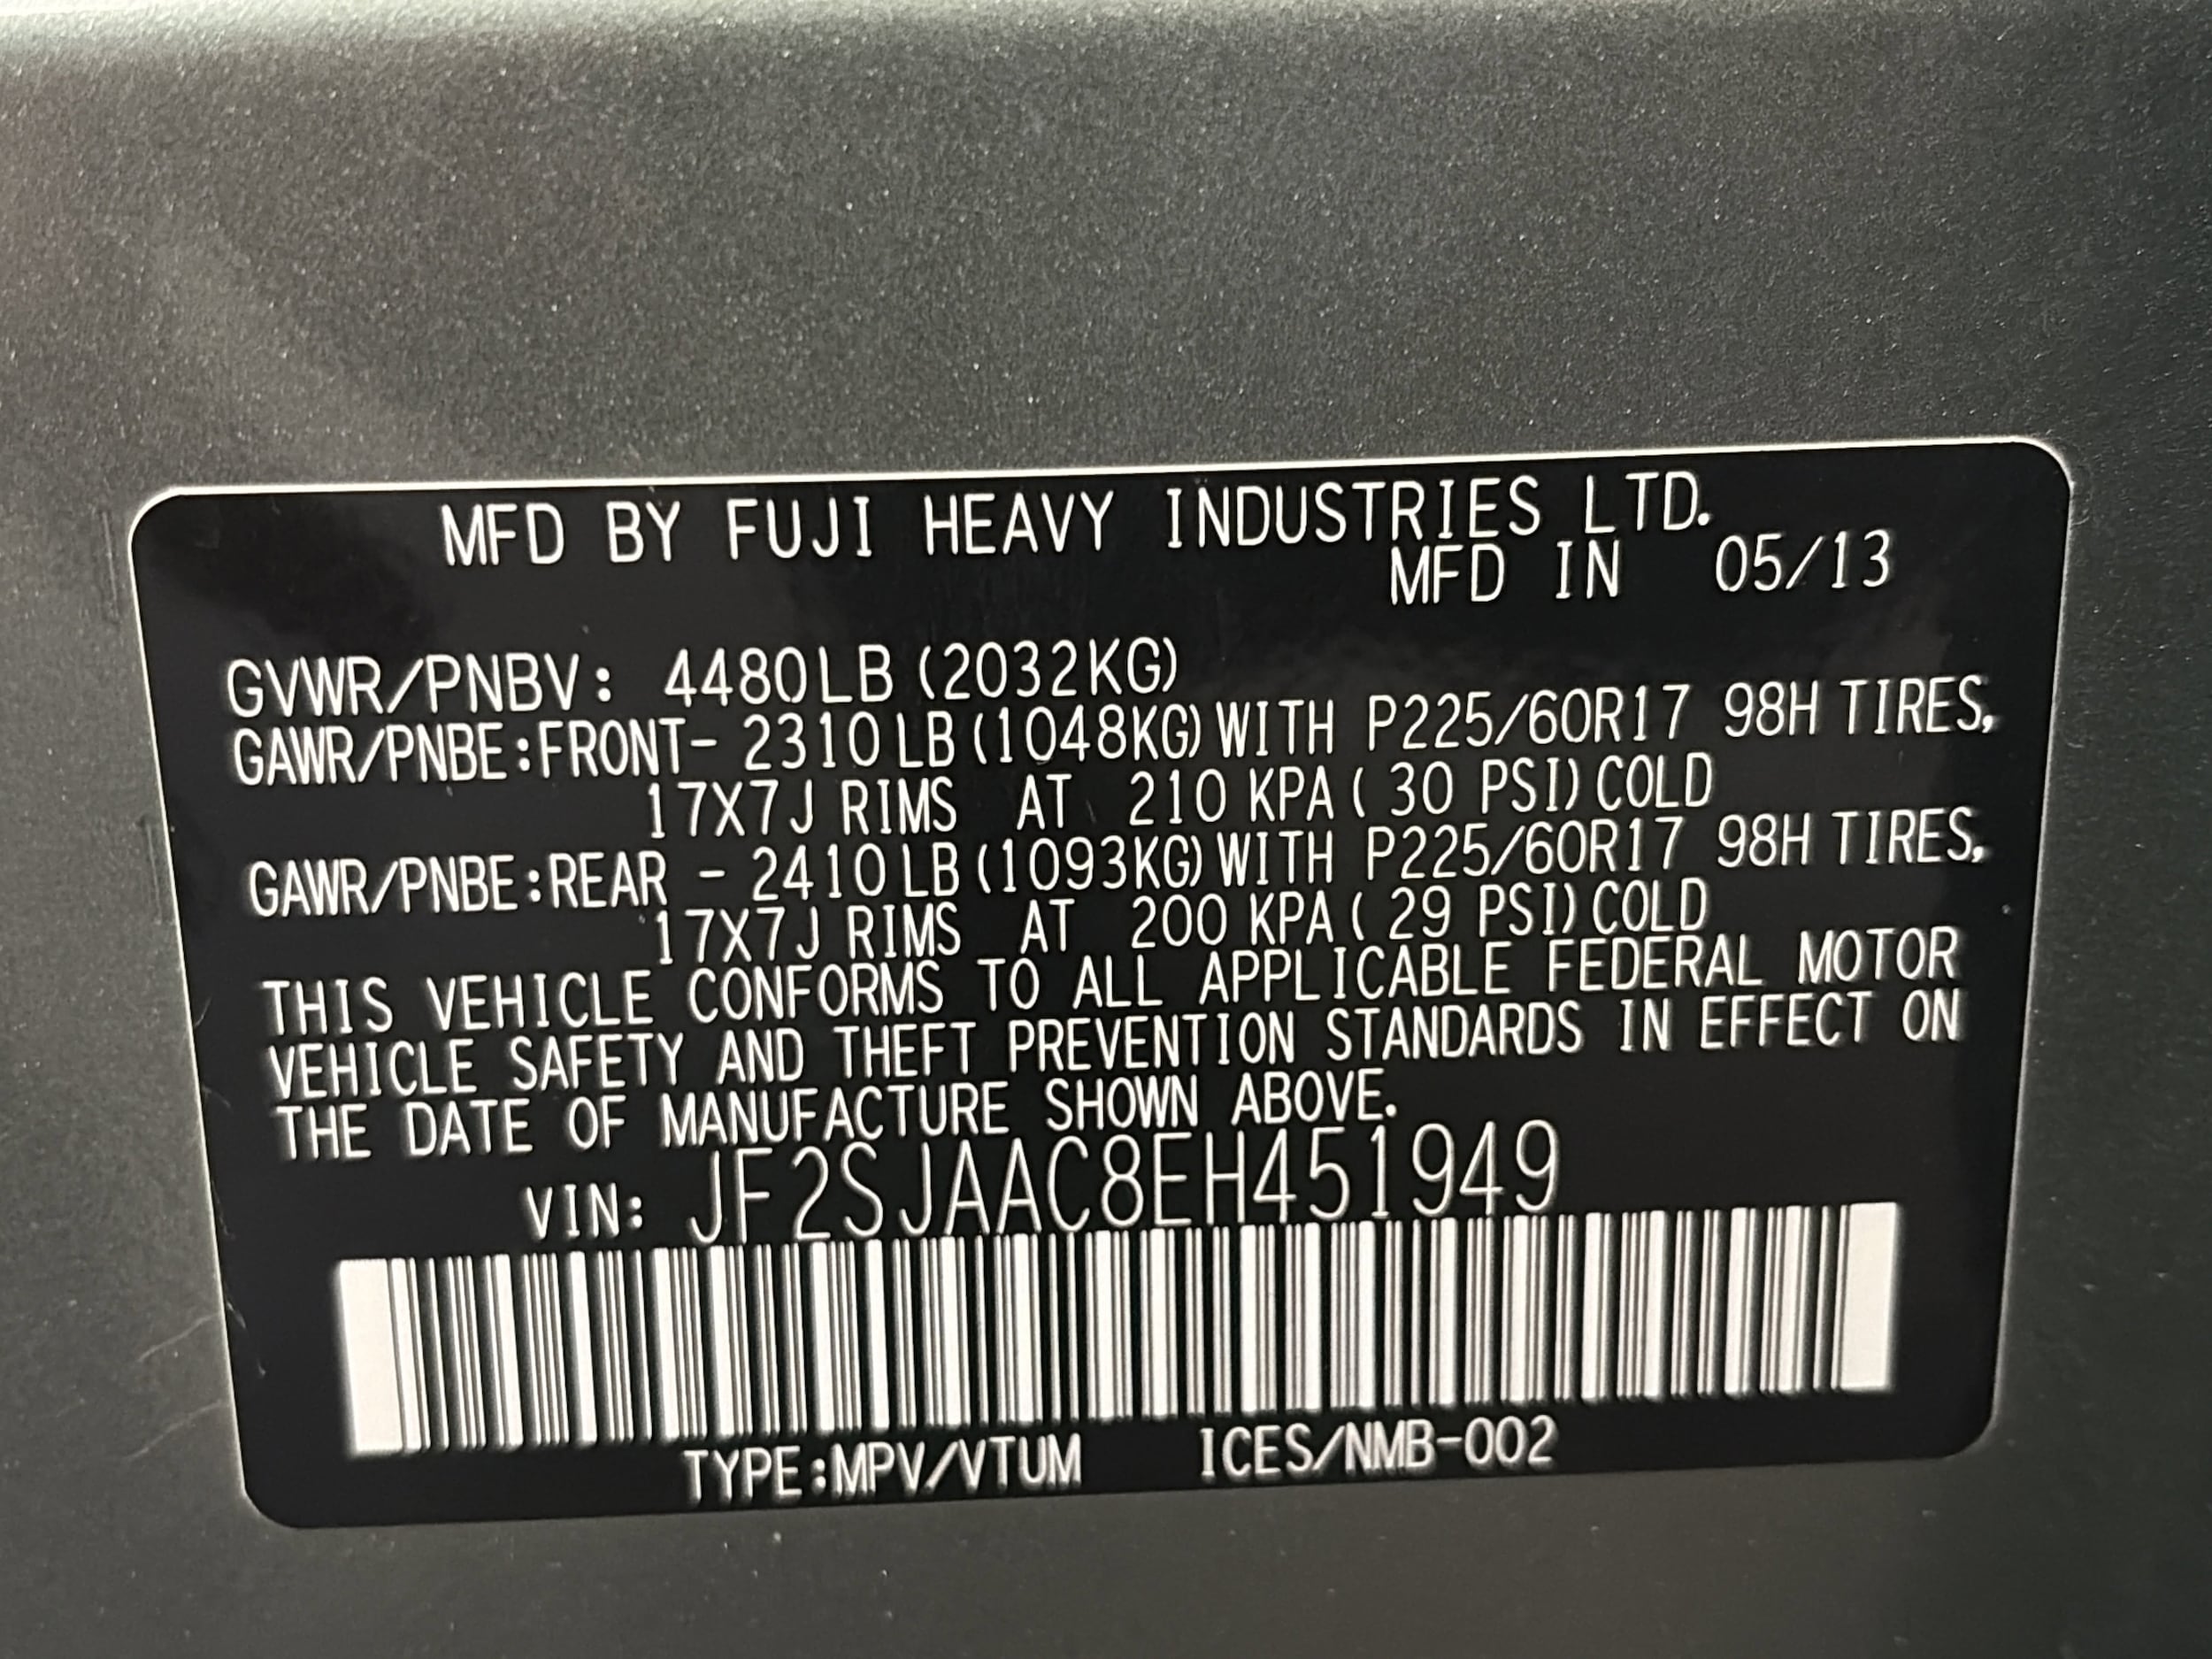 MFD BY FUJI HEAVY INDUSTRIES LTD.
MFD IN 05/13
GVWR/PNBV: 4480LB (2032KG)
GAWR/PNBE:FRONT- 2310LB(1048KG)WITH P225/60R17 98H TIRES,
17X7J RIMS AT 210 KPA( 30 PSI)COLD
GAWR/PNBE:REAR - 2410LB(1093KG)WITH P225/60R17 98H TIRES,
17X7J RIMS AT 200 KPA( 29 PSI)COLD
THIS VEHICLE CONFORMS TO ALL APPLICABLE FEDERAL MOTOR
VEHICLE SAFETY AND THEFT PREVENTION STANDARDS IN EFFECT ON
THE DATE OF MANUFACTURE SHOWN ABOVE.
VIN: JF2SJAAC8EH451949
TYPE:MPV/VTUM ICES/NMB-002